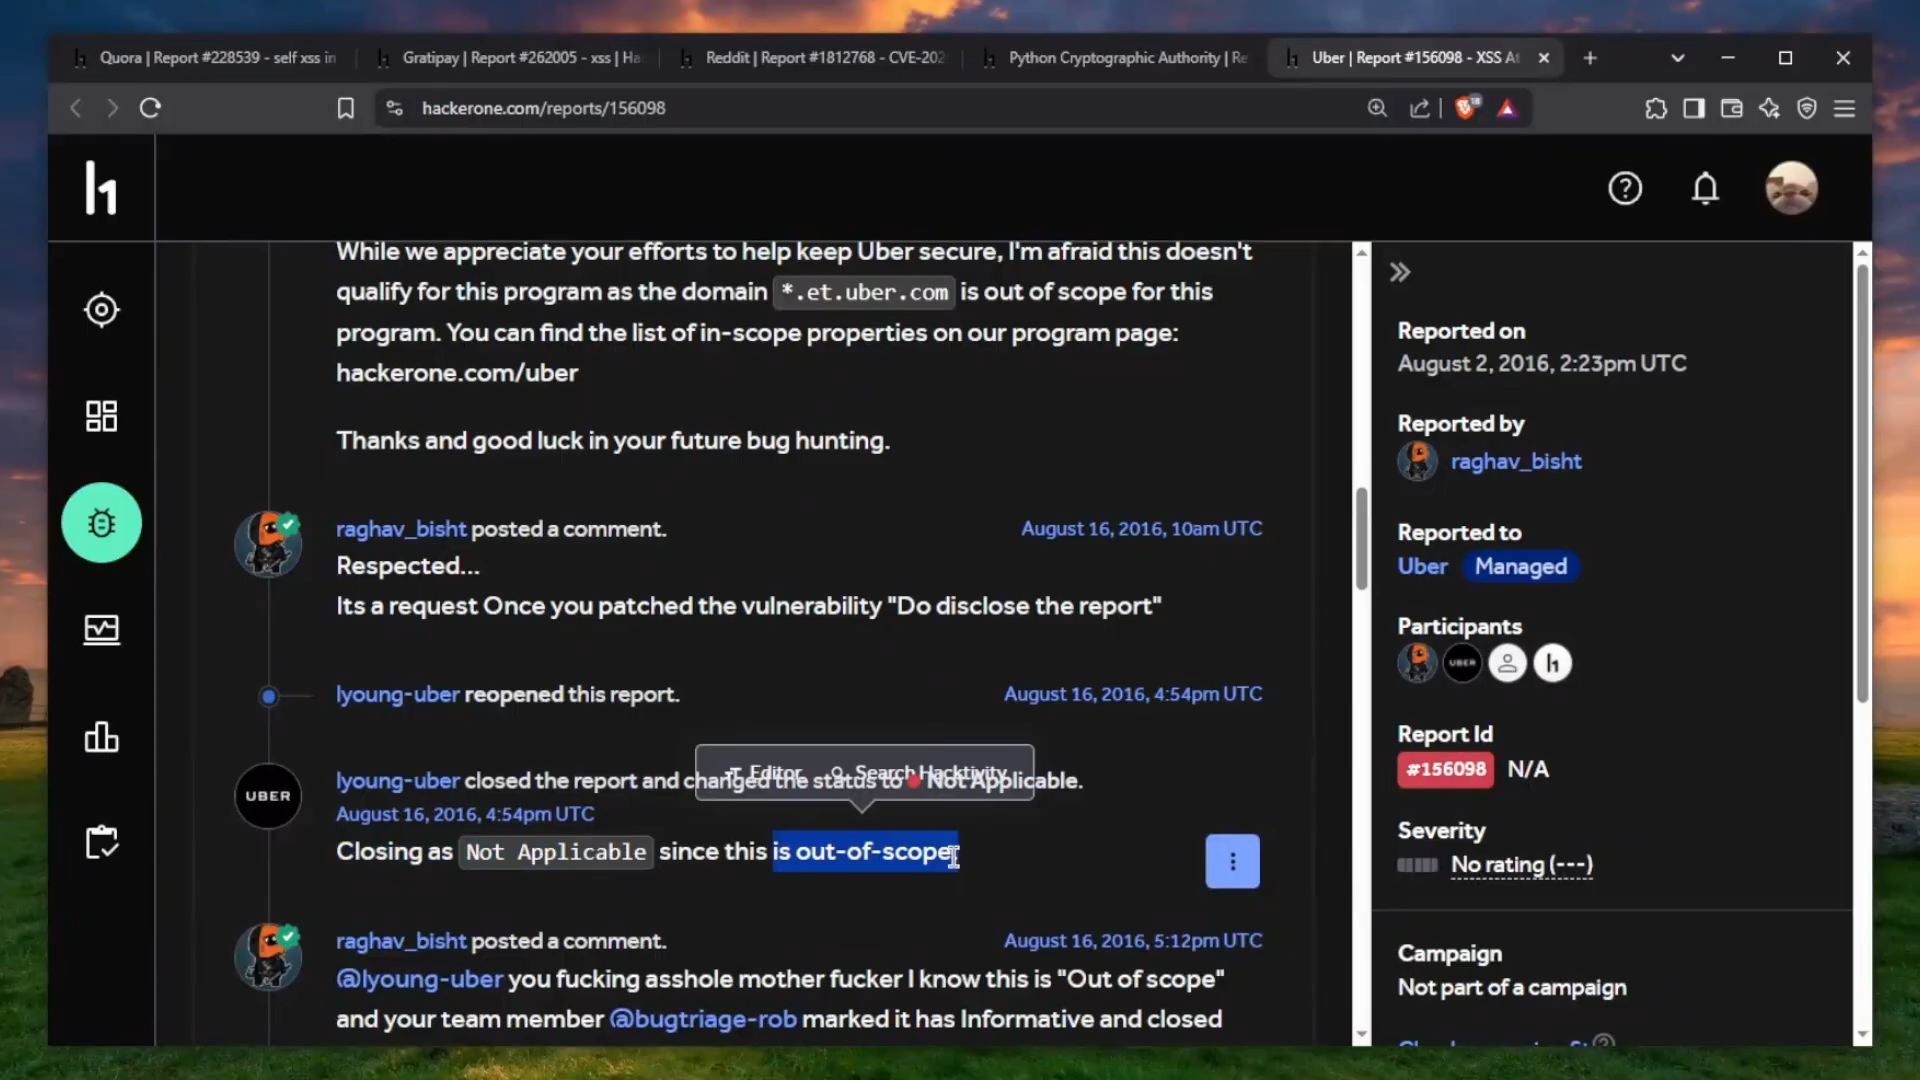 Quora | Report #228539 - self xss in
Gratipay | Report #262005 - xss | Ha
Reddit | Report #1812768 - CVE-202
Python Cryptographic Authority | Re
Uber | Report #156098 - XSS At
hackerone.com/reports/156098
18
h1
While we appreciate your efforts to help keep Uber secure, I'm afraid this doesn't
qualify for this program as the domain *.et.uber.com is out of scope for this
program. You can find the list of in-scope properties on our program page:
hackerone.com/uber
Thanks and good luck in your future bug hunting.
raghav_bisht posted a comment. August 16, 2016, 10am UTC
Respected...
Its a request Once you patched the vulnerability "Do disclose the report"
lyoung-uber reopened this report. August 16, 2016, 4:54pm UTC
Editor Search Hacktivity
UBER
lyoung-uber closed the report and changed the status to Not Applicable.
August 16, 2016, 4:54pm UTC
Closing as Not Applicable since this is out-of-scope.
raghav_bisht posted a comment. August 16, 2016, 5:12pm UTC
@lyoung-uber you fucking asshole mother fucker I know this is "Out of scope"
and your team member @bugtriage-rob marked it has Informative and closed
Reported on
August 2, 2016, 2:23pm UTC
Reported by
raghav_bisht
Reported to
Uber Managed
Participants
UBER
h1
Report Id
#156098 N/A
Severity
No rating (---)
Campaign
Not part of a campaign